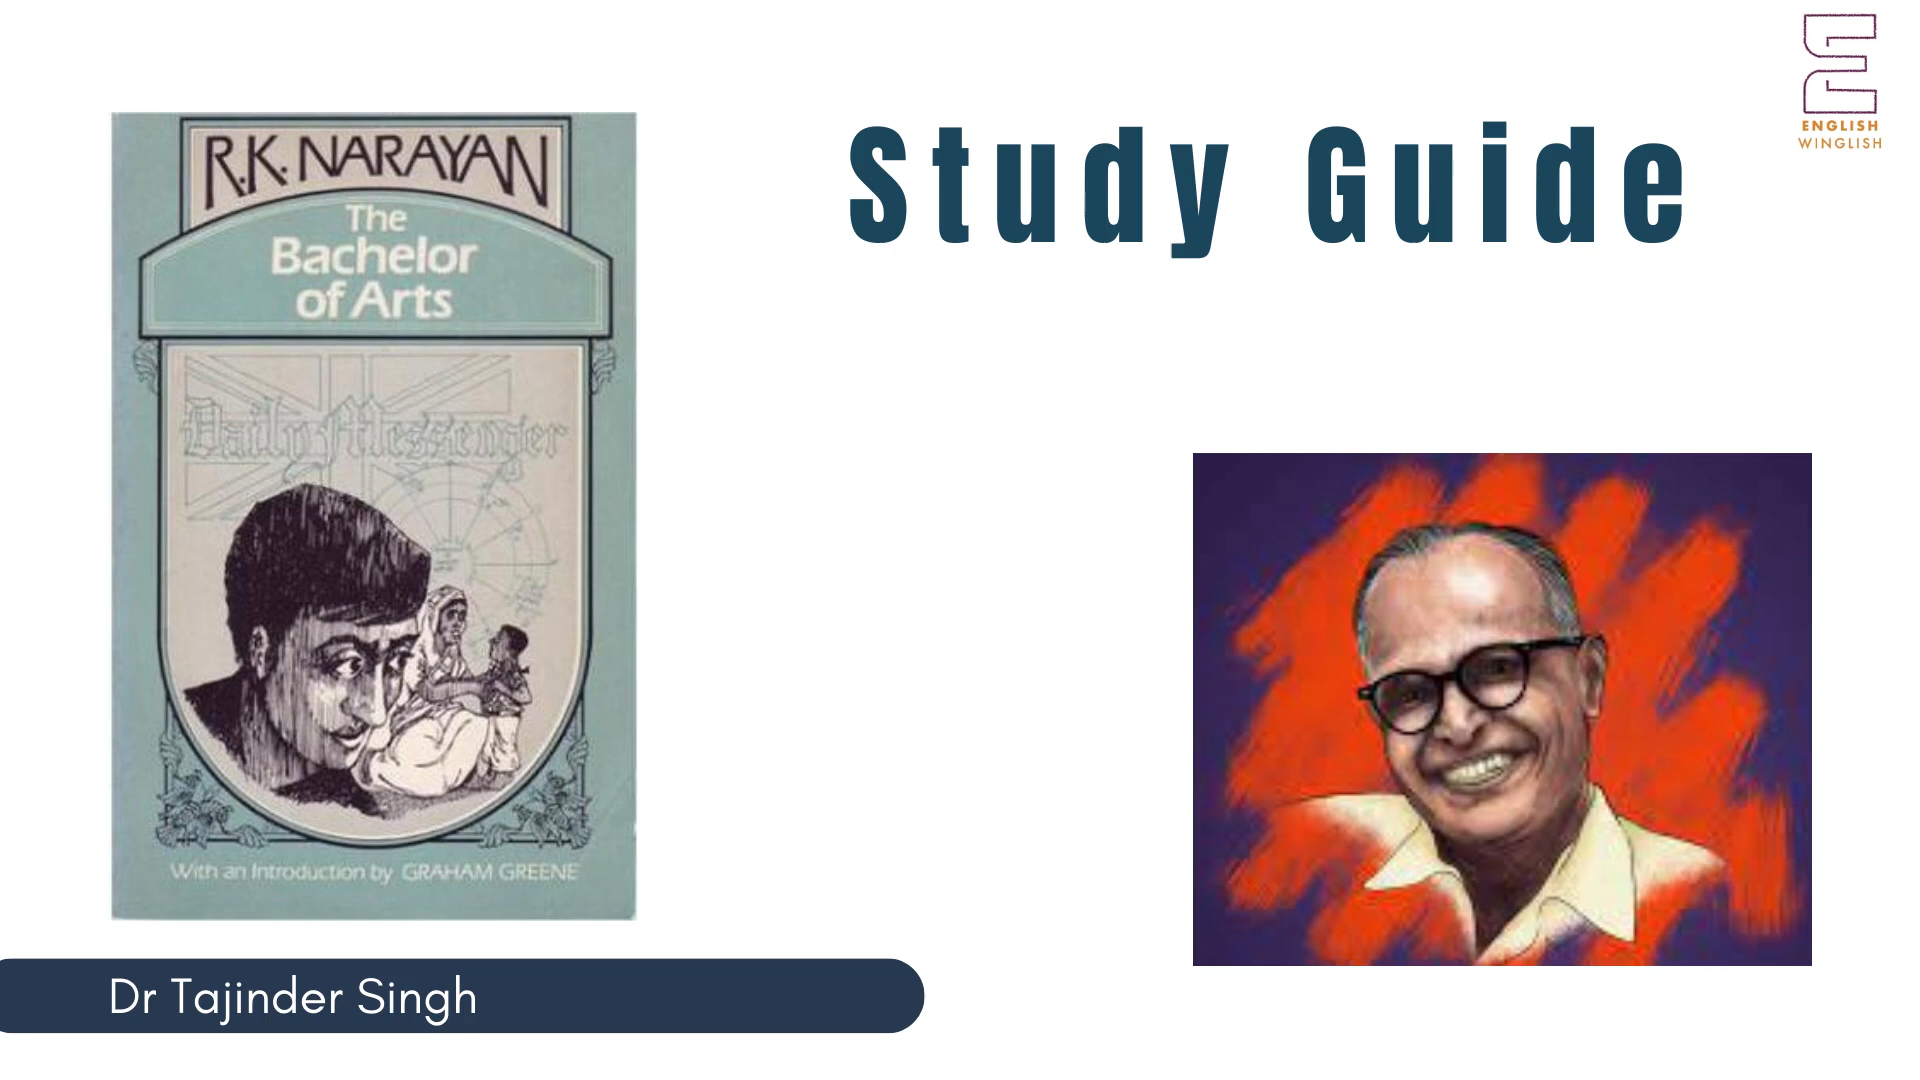 R.K. NARAYAN
The
Bachelor
of Arts
Daily Messenger
With an Introduction by GRAHAM GREENE
Study Guide
ENGLISH
WINGLISH
Dr Tajinder Singh